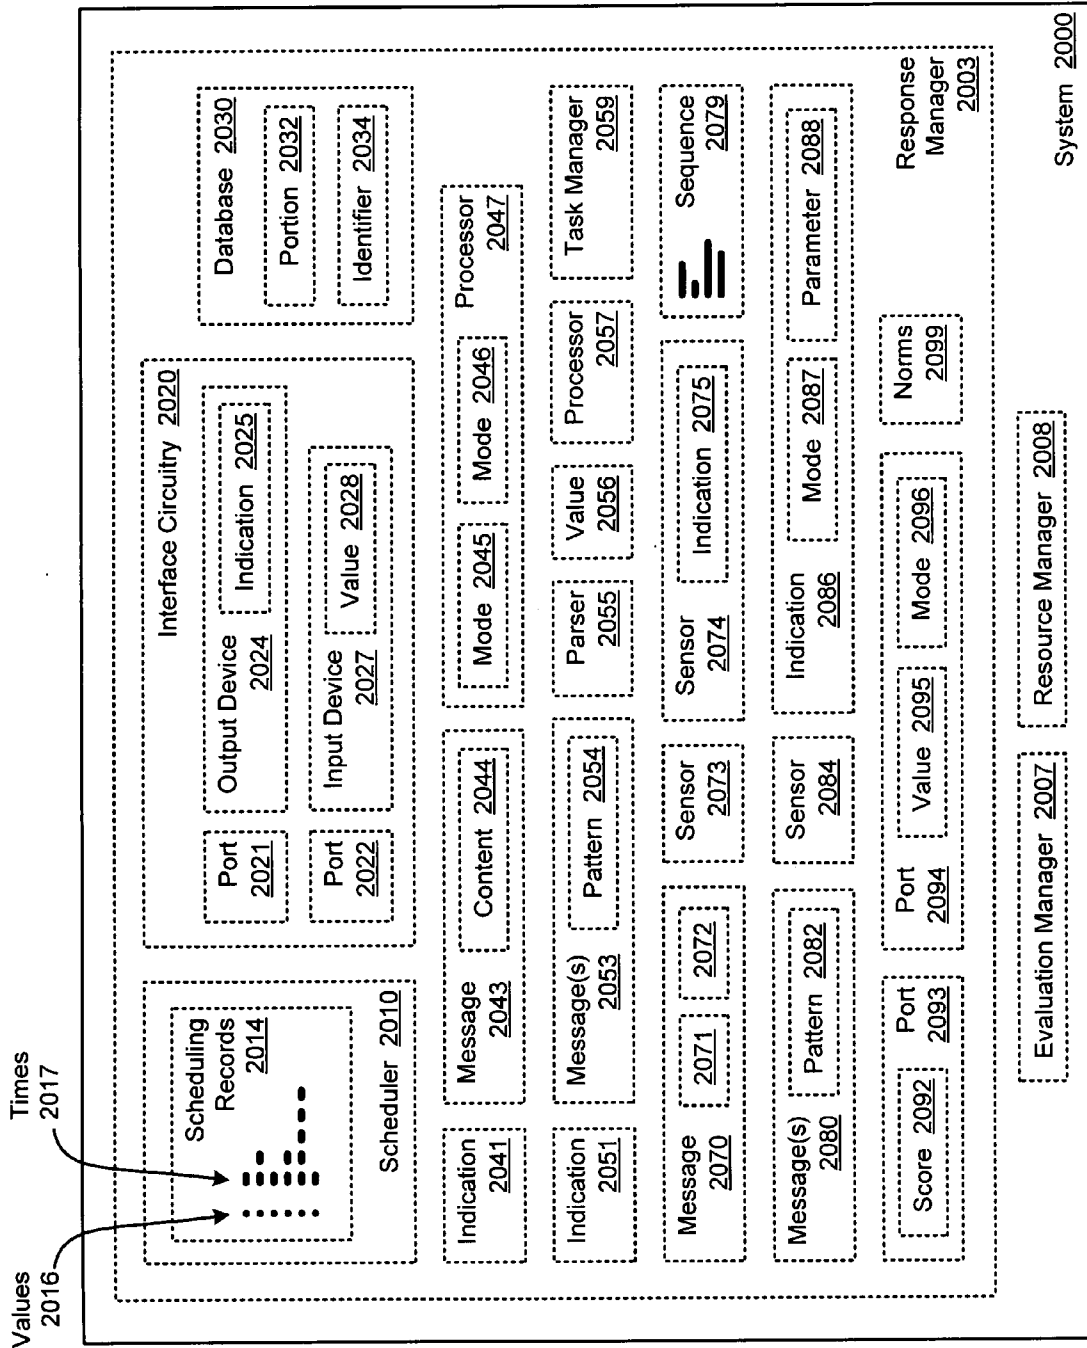 Values
2016
Times
2017
Scheduling
Records
2014
Scheduler 2010
Interface Circuitry 2020
Port
2021
Output Device
2024
Indication 2025
Port
2022
Input Device
2027
Value 2028
Database 2030
Portion 2032
Identifier 2034
Indication
2041
Message
2043
Content 2044
Mode 2045
Mode 2046
Processor
2047
Indication
2051
Message(s)
2053
Pattern 2054
Parser
2055
Value
2056
Processor
2057
Task Manager
2059
Message
2070
2071
2072
Sensor
2073
Sensor
2074
Indication 2075
Sequence
2079
Message(s)
2080
Pattern 2082
Sensor
2084
Indication
2086
Mode 2087
Parameter 2088
Score 2092
Port
2093
Port
2094
Value 2095
Mode 2096
Norms
2099
Response
Manager
2003
Evaluation Manager 2007
Resource Manager 2008
System 2000